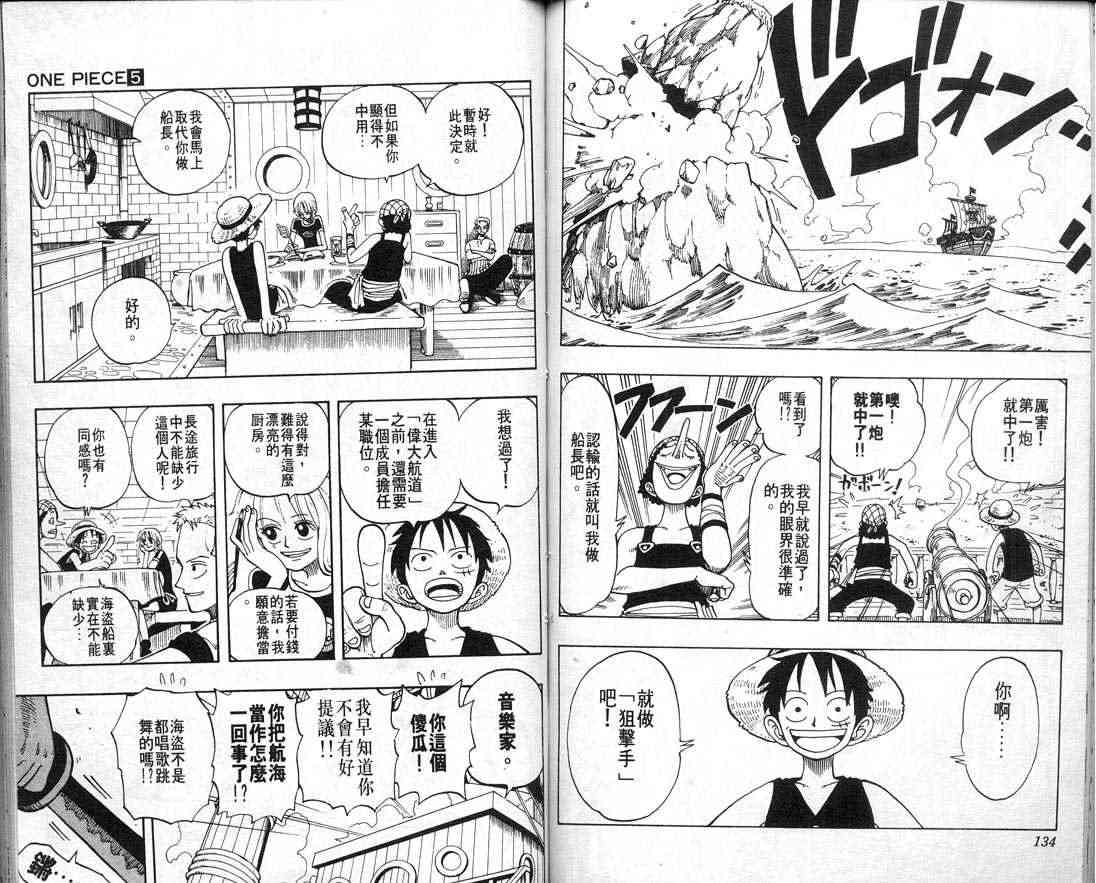 ドゴオン
厲害！
第一炮
就中了!!
噢！
第一炮
就中了!!
ガボーン！
看到了
嗎!?
我早就說過了，
我的眼界很準確
的。
認輸的話就叫我做
船長吧。
フフーン
你啊……
就做
「狙擊手」
吧！
134
ONE PIECE 5
好！
暫時就
此決定。
但如果你
顯得不
中用…
我會馬上
取代你做
船長。
好的。
我想過了！
在進入
「偉大航道」
之前，還需要
一個成員擔任
某職位。
說得對，
難得有這麼
漂亮的
廚房。
若要付錢
的話，我
願意擔當
。
長途旅行
中不能缺少
這個人呢！
你也有
同感嗎？
海盜船裏
實在不能
缺少…
音樂家。
你這個
傻瓜！
我早知道你
不會有好
提議!!
你把航海
當作怎麼
一回事了!?
海盜不是
都唱歌跳
舞的嗎!?